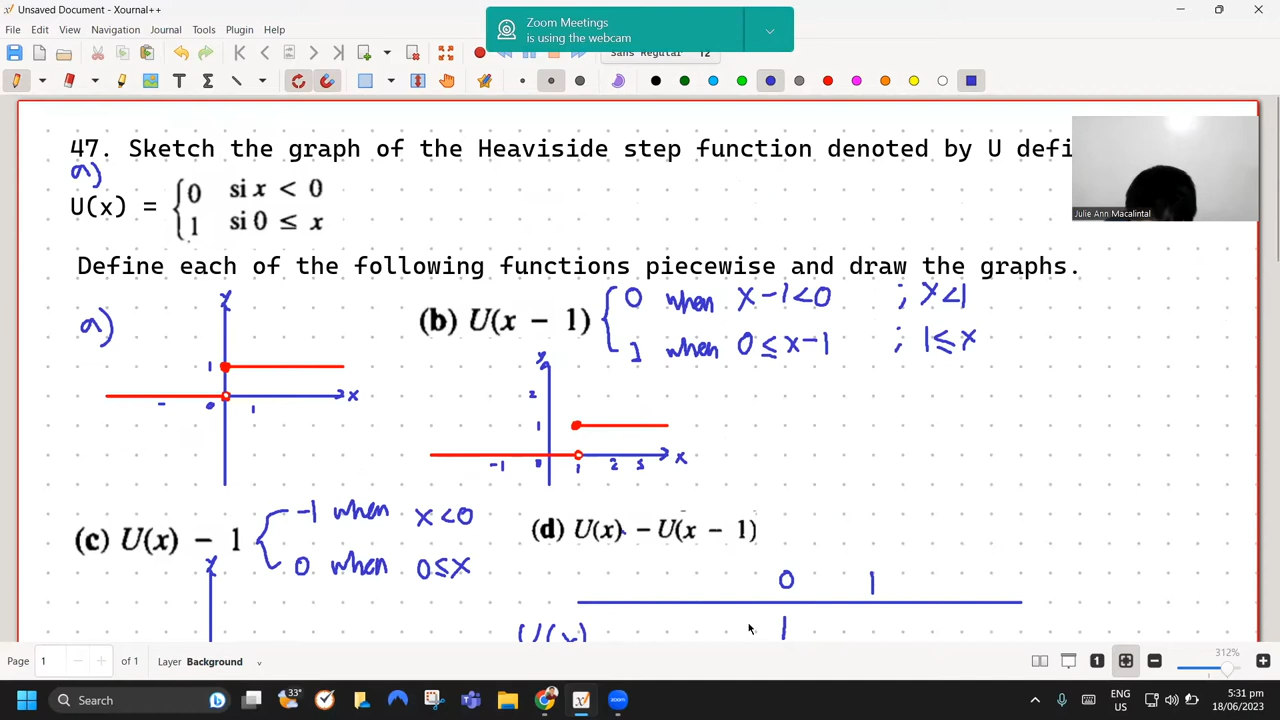 Unsaved Document - Xournal++
File Edit View Navigation Journal Tools Plugin Help
Zoom Meetings
is using the webcam
Sans Regular 12
47. Sketch the graph of the Heaviside step function denoted by U defi
a)
U(x) = { 0 si x < 0
1 si 0 ≤ x
Julie Ann Macalintal
Define each of the following functions piecewise and draw the graphs.
a)
y
1
- 0 1 x
(b) U(x - 1) { 0 when x-1<0 ; x<1
1 when 0≤x-1 ; 1≤x
y
2
1
-1 0 1 2 3 x
(c) U(x) - 1 { -1 when x<0
0 when 0≤x
y
(d) U(x) - U(x - 1)
0 1
U(x) 1
Page 1 of 1 Layer Background
312%
1
Search
33°
zoom
ENG
US
5:31 pm
18/06/2023